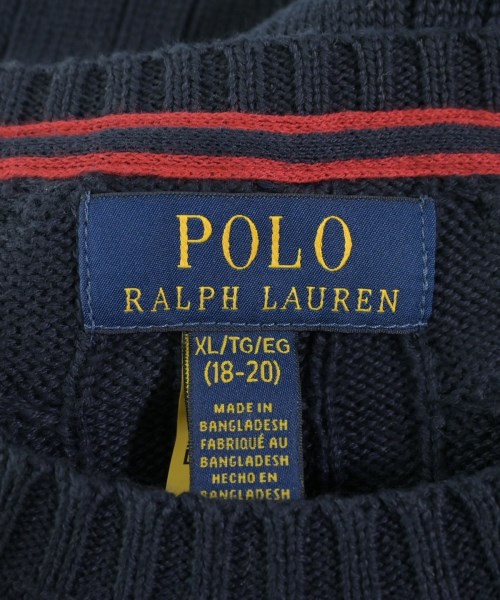 POLO
RALPH LAUREN
XL/TG/EG
(18-20)
MADE IN
BANGLADESH
FABRIQUÉ AU
BANGLADESH
HECHO EN
BANGLADESH